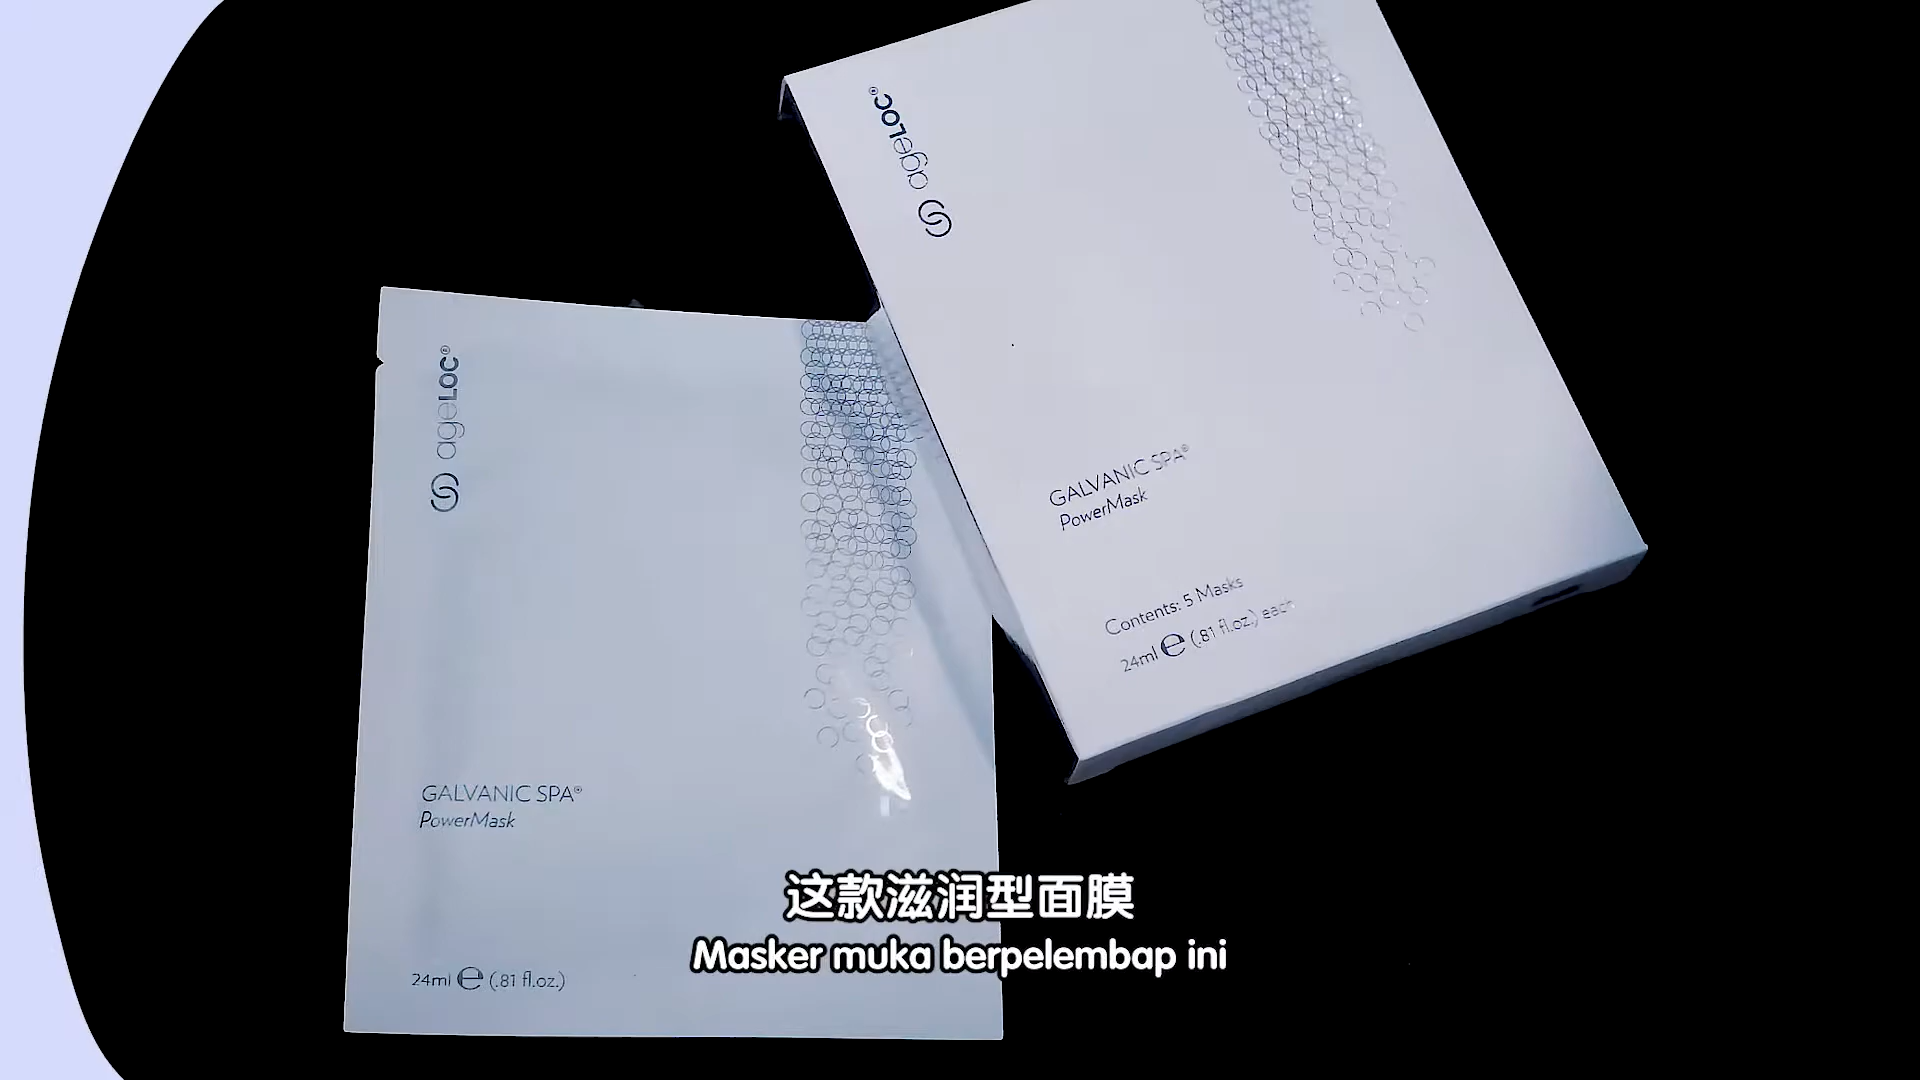 ageLOC®
GALVANIC SPA®
PowerMask
Contents: 5 Masks
24ml e (.81 fl.oz.) each
ageLOC®
GALVANIC SPA®
PowerMask
24ml e (.81 fl.oz.)
这款滋润型面膜
Masker muka berpelembap ini